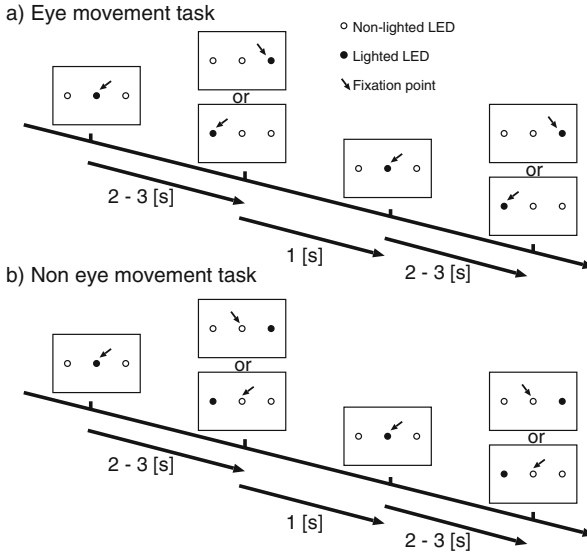 a) Eye movement task
Non-lighted LED
Lighted LED
Fixation point
or
or
2 - 3 [s]
1 [s]
2 - 3 [s]
b) Non eye movement task
or
or
2 - 3 [s]
1 [s]
2 - 3 [s]